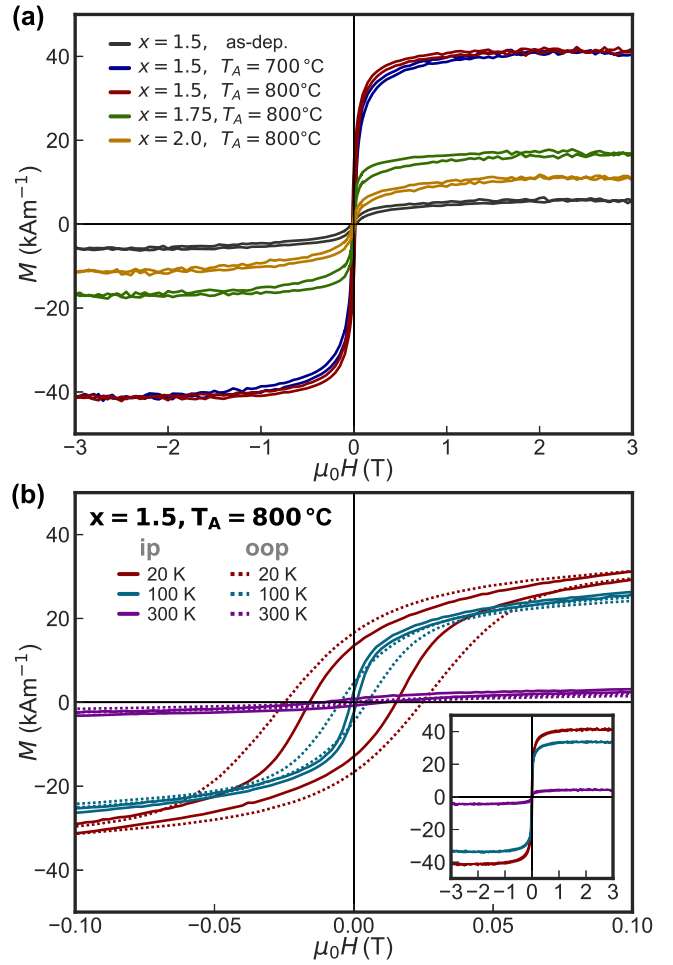 (a)
40
20
0
−20
−40
M (kAm⁻¹)
x = 1.5, as-dep.
x = 1.5, T_A = 700 °C
x = 1.5, T_A = 800 °C
x = 1.75, T_A = 800 °C
x = 2.0, T_A = 800 °C
−3 −2 −1 0 1 2 3
μ₀H (T)
(b)
40
20
0
−20
−40
M (kAm⁻¹)
x = 1.5, T_A = 800 °C
ip oop
20 K 20 K
100 K 100 K
300 K 300 K
40
20
0
−20
−40
−3 −2 −1 0 1 2 3
−0.10 −0.05 0.00 0.05 0.10
μ₀H (T)